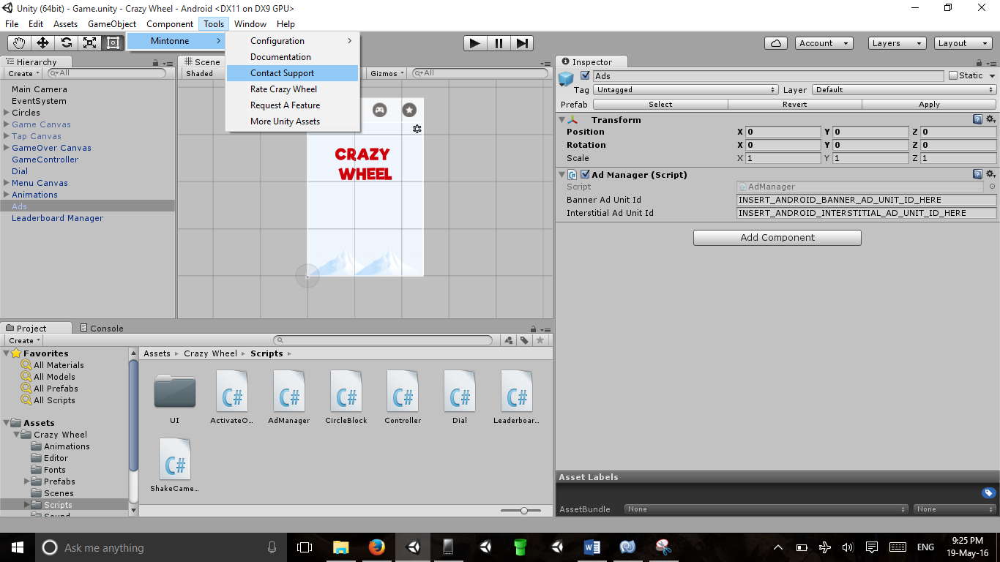 Unity (64bit) - Game.unity - Crazy Wheel - Android <DX11 on DX9 GPU>
File Edit Assets GameObject Component Tools Window Help
Mintonne
Configuration
Documentation
Contact Support
Rate Crazy Wheel
Request A Feature
More Unity Assets
Account
Layers
Layout
Hierarchy
Create
All
Main Camera
EventSystem
Circles
Game Canvas
Tap Canvas
GameOver Canvas
GameController
Dial
Menu Canvas
Animations
Ads
Leaderboard Manager
Scene
Shaded
Gizmos
All
CRAZY
WHEEL
Inspector
Ads
Static
Tag Untagged
Layer Default
Prefab Select Revert Apply
Transform
Position X 0 Y 0 Z 0
Rotation X 0 Y 0 Z 0
Scale X 1 Y 1 Z 1
Ad Manager (Script)
Script AdManager
Banner Ad Unit Id INSERT_ANDROID_BANNER_AD_UNIT_ID_HERE
Interstitial Ad Unit Id INSERT_ANDROID_INTERSTITIAL_AD_UNIT_ID_HERE
Add Component
Project
Console
Create
Favorites
All Materials
All Models
All Prefabs
All Scripts
Assets
Crazy Wheel
Animations
Editor
Fonts
Prefabs
Scenes
Scripts
Sound
Assets Crazy Wheel Scripts
C# C# C# C# C# C#
UI ActivateO... AdManager CircleBlock Controller Dial Leaderboar...
C#
ShakeCame...
Asset Labels
AssetBundle None None
Ask me anything
ENG
9:25 PM
19-May-16